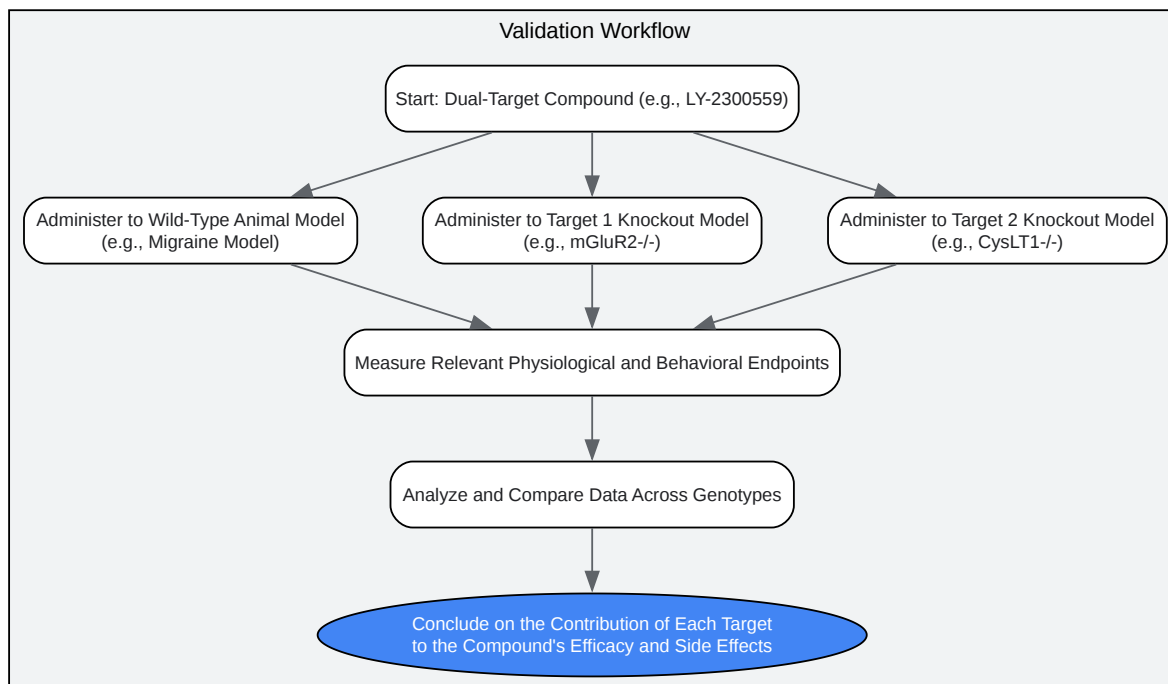 Validation Workflow
Start: Dual-Target Compound (e.g., LY-2300559)
Administer to Wild-Type Animal Model
(e.g., Migraine Model)
Administer to Target 1 Knockout Model
(e.g., mGluR2-/-)
Administer to Target 2 Knockout Model
(e.g., CysLT1-/-)
Measure Relevant Physiological and Behavioral Endpoints
Analyze and Compare Data Across Genotypes
Conclude on the Contribution of Each Target
to the Compound's Efficacy and Side Effects